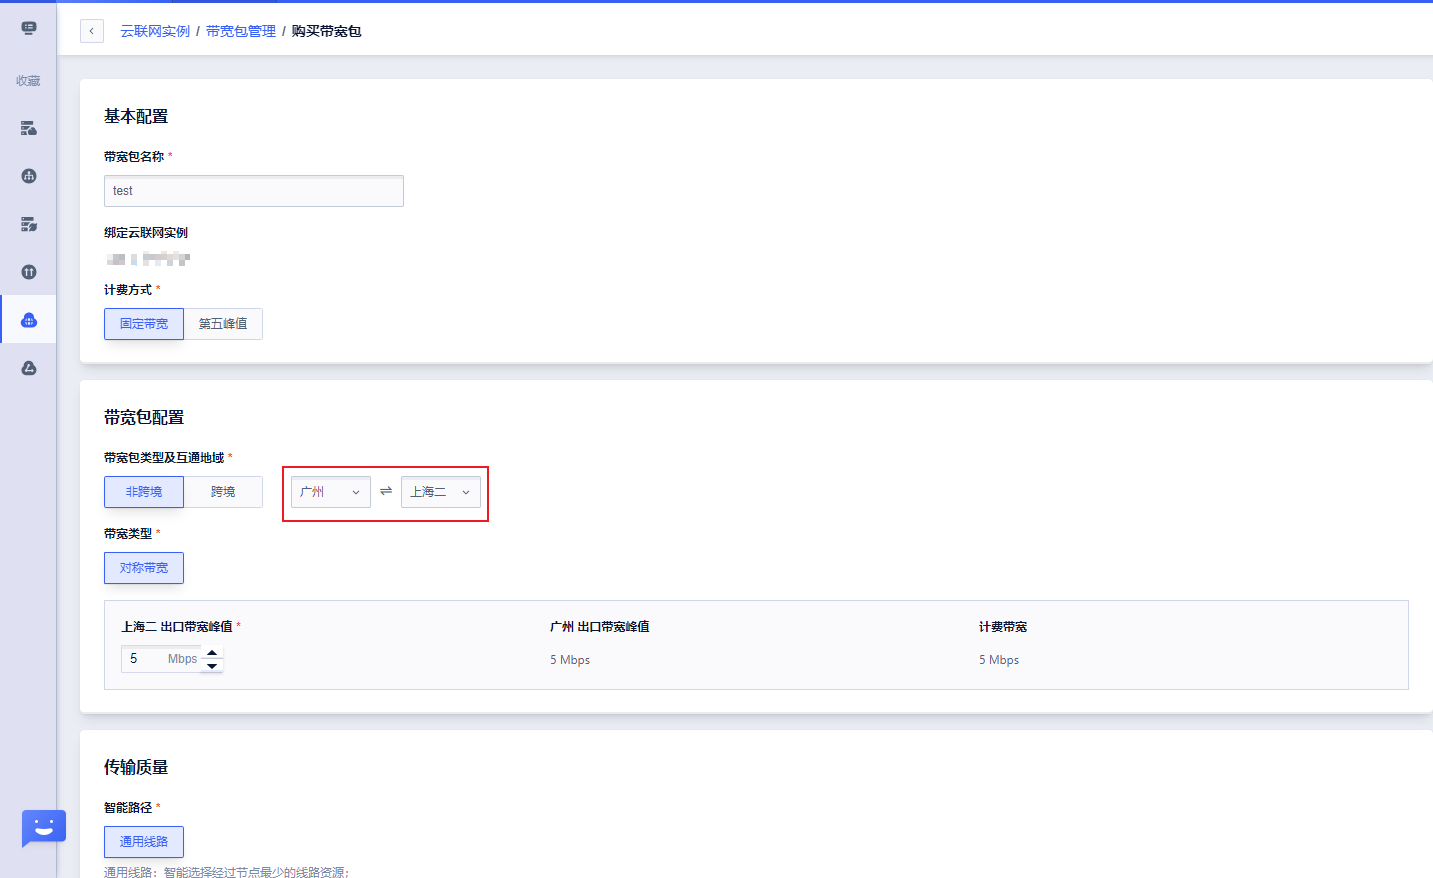 云联网实例 / 带宽包管理 / 购买带宽包
收藏
基本配置
带宽包名称 *
test
绑定云联网实例
计费方式 *
固定带宽 第五峰值
带宽包配置
带宽包类型及互通地域 *
非跨境 跨境 广州 ⇌ 上海二
带宽类型 *
对称带宽
上海二 出口带宽峰值 * 广州 出口带宽峰值 计费带宽
5 Mbps 5 Mbps 5 Mbps
传输质量
智能路径 *
通用线路
通用线路：智能选择经过节点最少的线路资源；